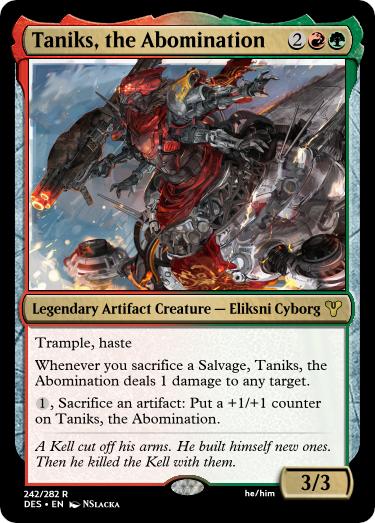 Taniks, the Abomination 2
Legendary Artifact Creature — Eliksni Cyborg
Trample, haste
Whenever you sacrifice a Salvage, Taniks, the
Abomination deals 1 damage to any target.
1, Sacrifice an artifact: Put a +1/+1 counter
on Taniks, the Abomination.
A Kell cut off his arms. He built himself new ones.
Then he killed the Kell with them.
3/3
242/282 R
he/him
DES • EN NSlacka